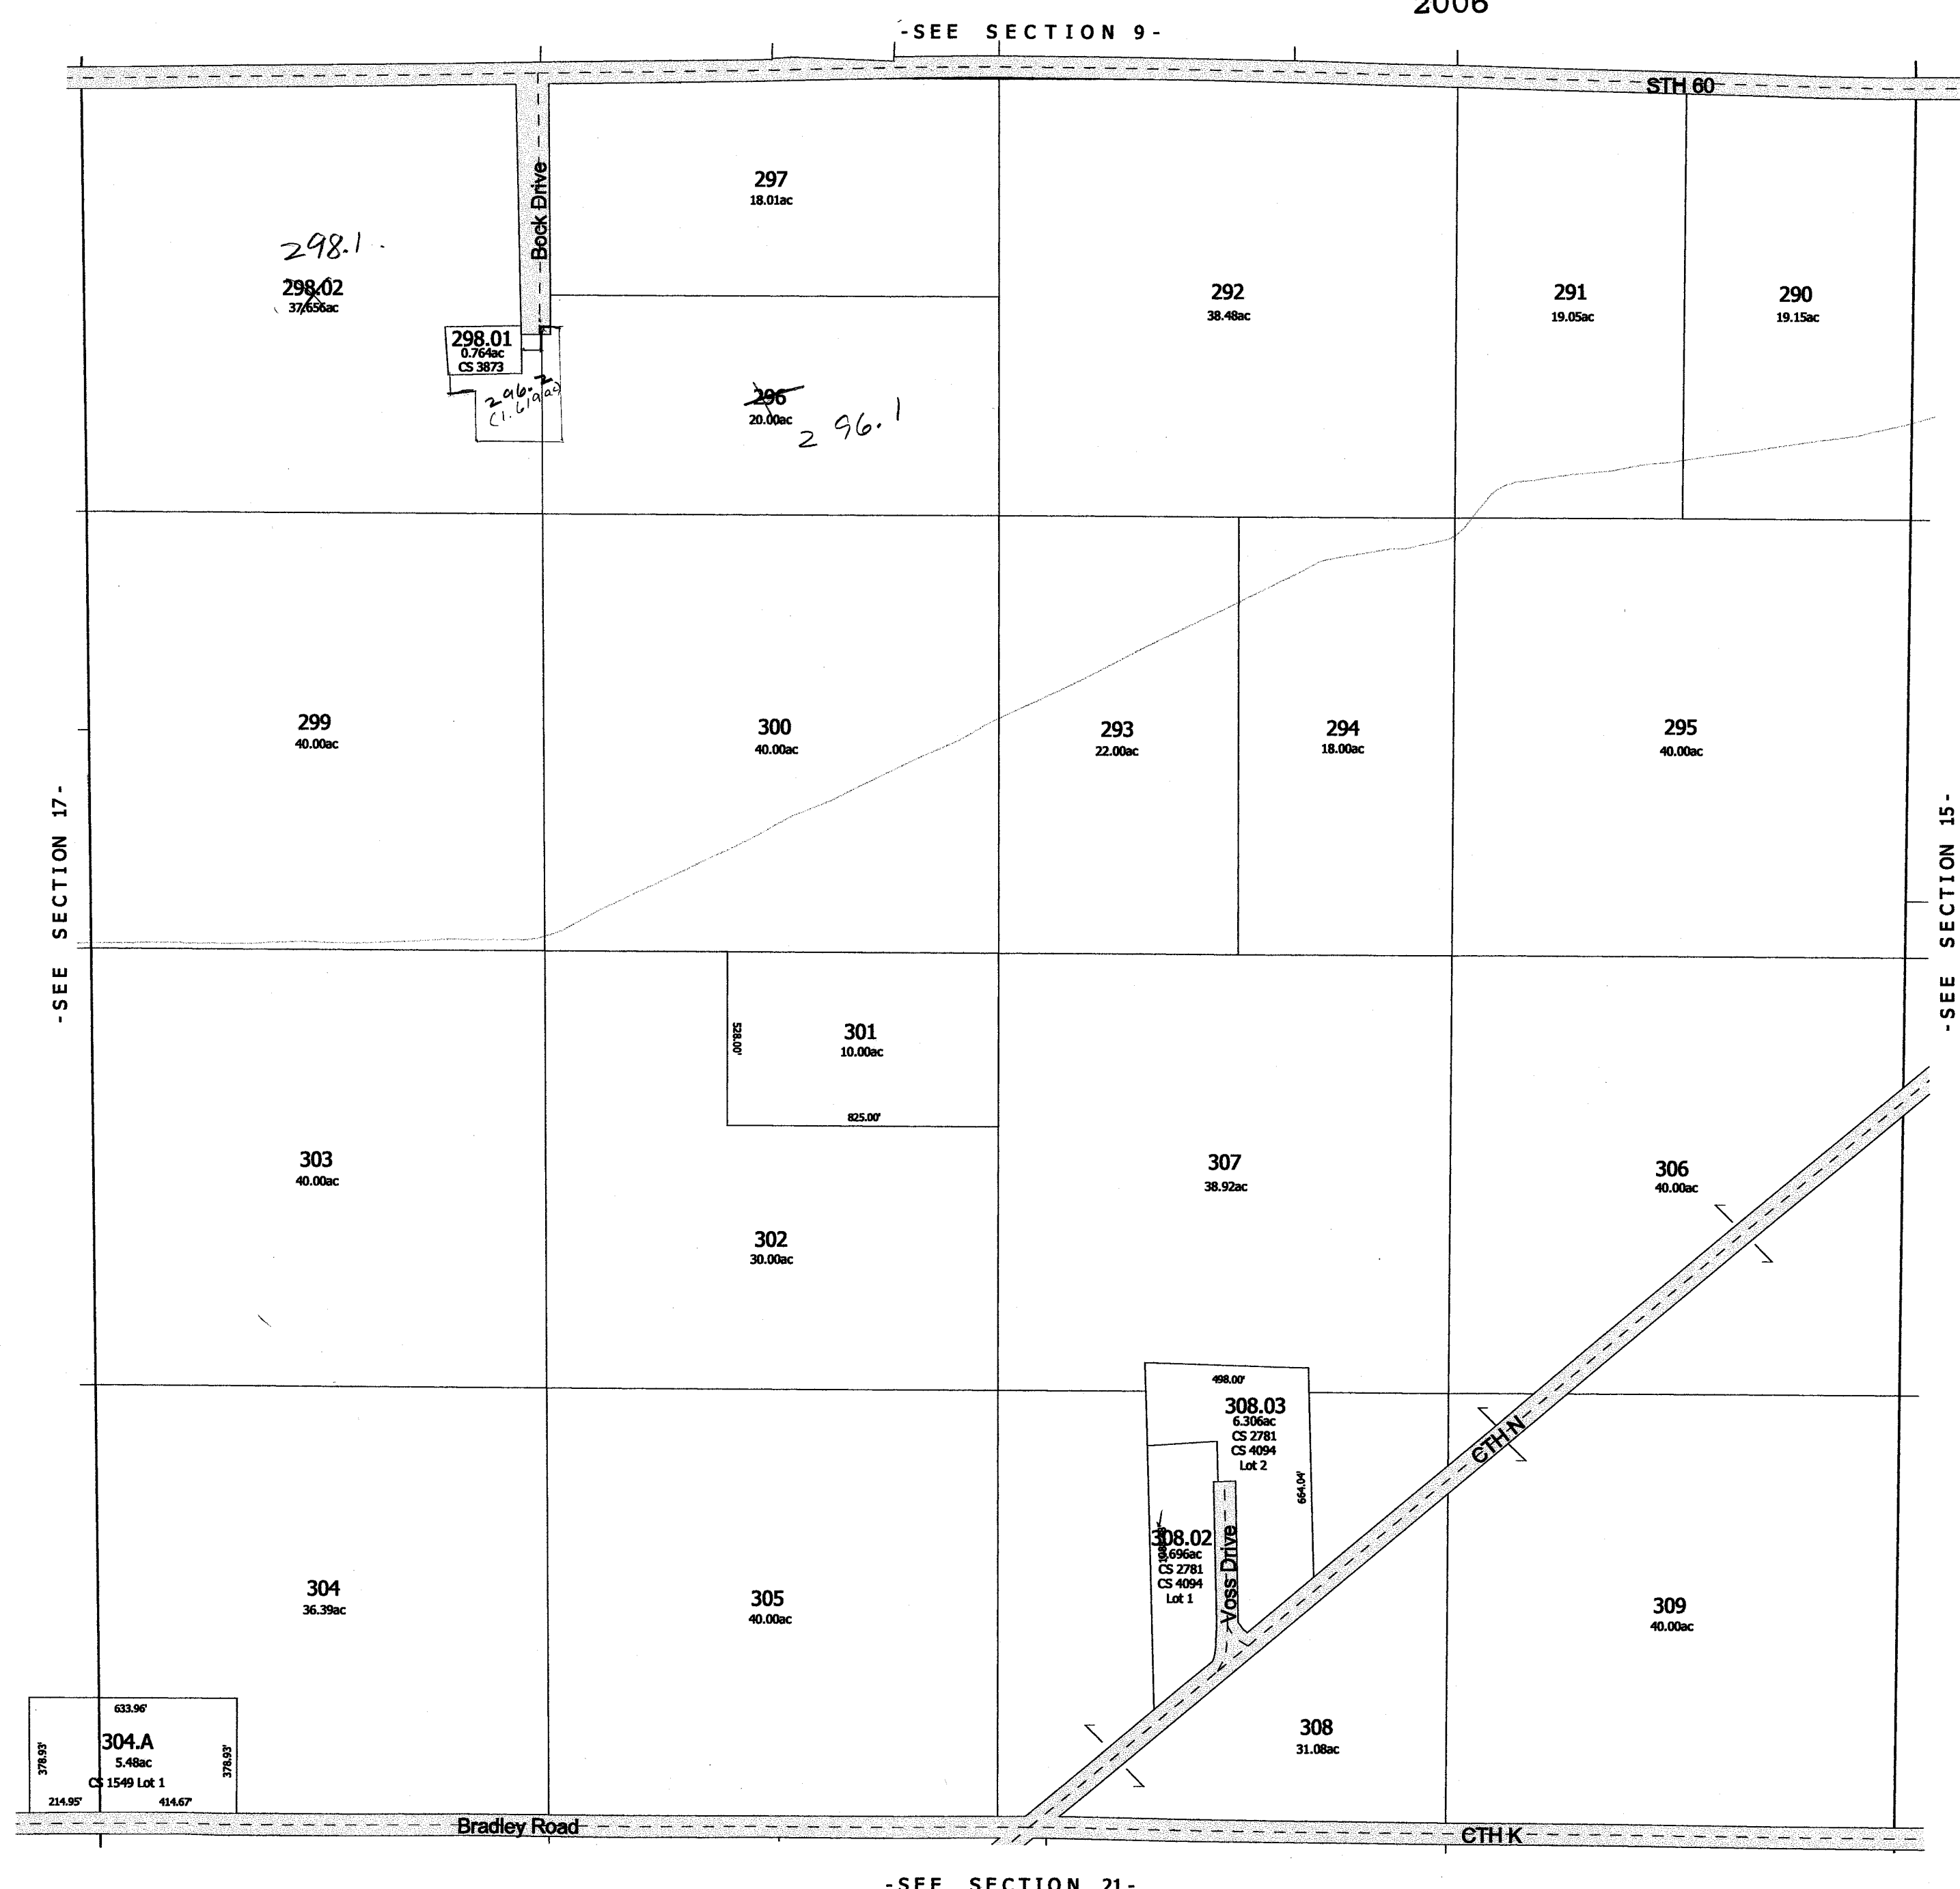 2006
-SEE SECTION 9-
STH 60
Bock Drive
297
18.01ac
298.1
298.02
37.656ac
292
38.48ac
291
19.05ac
290
19.15ac
298.01
0.764ac
CS 3873
296.2
(1.619ac)
296
20.00ac
296.1
299
40.00ac
300
40.00ac
293
22.00ac
294
18.00ac
295
40.00ac
-SEE SECTION 17-
-SEE SECTION 15-
528.00'
301
10.00ac
825.00'
303
40.00ac
307
38.92ac
306
40.00ac
302
30.00ac
498.00'
308.03
6.306ac
CS 2781
CS 4094
Lot 2
664.04'
CTH N
308.02
CS 2781
CS 4094
Lot 1
Voss Drive
304
36.39ac
305
40.00ac
309
40.00ac
633.96'
304.A
5.48ac
CS 1549 Lot 1
378.93'
378.93'
214.95'
414.67'
308
31.08ac
Bradley Road
CTH K
-SEE SECTION 21-